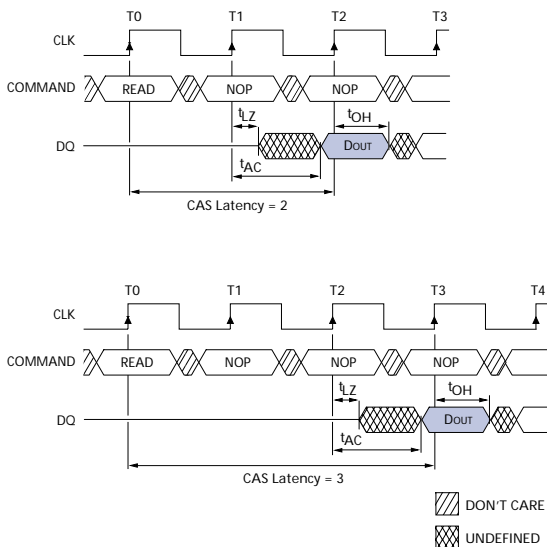 T0 T1 T2 T3
CLK
COMMAND READ NOP NOP
tLZ tOH
DQ DOUT
tAC
CAS Latency = 2
T0 T1 T2 T3 T4
CLK
COMMAND READ NOP NOP NOP
tLZ tOH
DQ DOUT
tAC
CAS Latency = 3
DON'T CARE
UNDEFINED